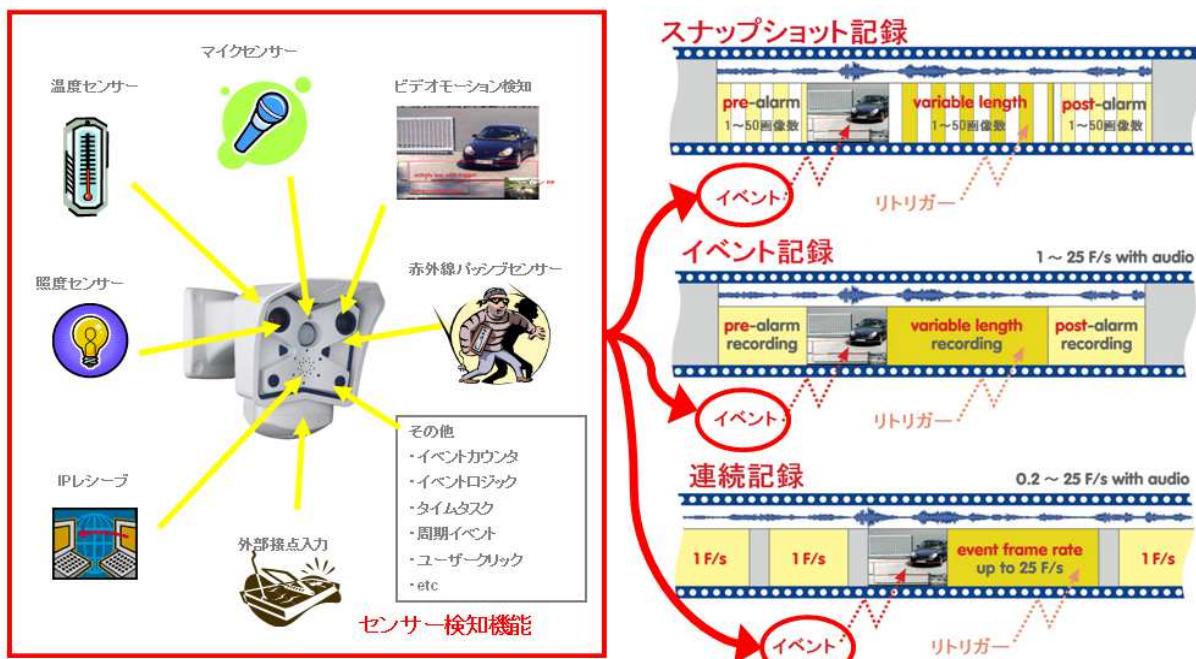 マイクセンサー
温度センサー
ビデオモーション検知
照度センサー
赤外線パッシブセンサー
IPレシーブ
外部接点入力
その他
・イベントカウンタ
・イベントロジック
・タイムタスク
・周期イベント
・ユーザークリック
・etc
センサー検知機能
スナップショット記録
pre-alarm
1～50画像数
variable length
1～50画像数
post-alarm
1～50画像数
イベント
リトリガー
イベント記録
1 ～ 25 F/s with audio
pre-alarm
recording
variable length
recording
post-alarm
recording
イベント
リトリガー
連続記録
0.2 ～ 25 F/s with audio
1 F/s
1 F/s
event frame rate
up to 25 F/s
1 F/s
イベント
リトリガー